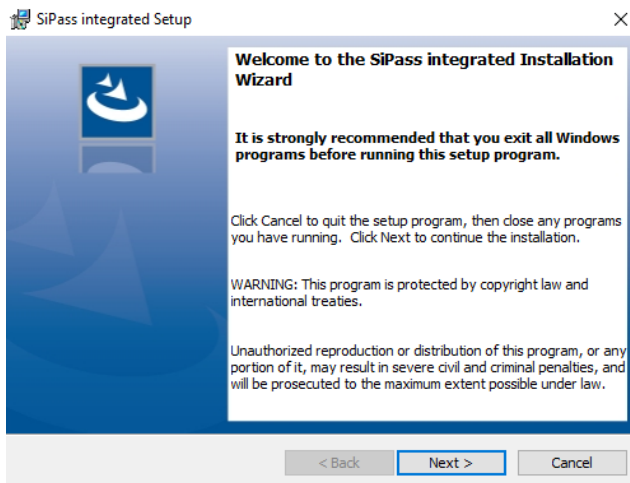 SiPass integrated Setup
Welcome to the SiPass integrated Installation
Wizard
It is strongly recommended that you exit all Windows
programs before running this setup program.
Click Cancel to quit the setup program, then close any programs
you have running.  Click Next to continue the installation.
WARNING: This program is protected by copyright law and
international treaties.
Unauthorized reproduction or distribution of this program, or any
portion of it, may result in severe civil and criminal penalties, and
will be prosecuted to the maximum extent possible under law.
< Back Next > Cancel